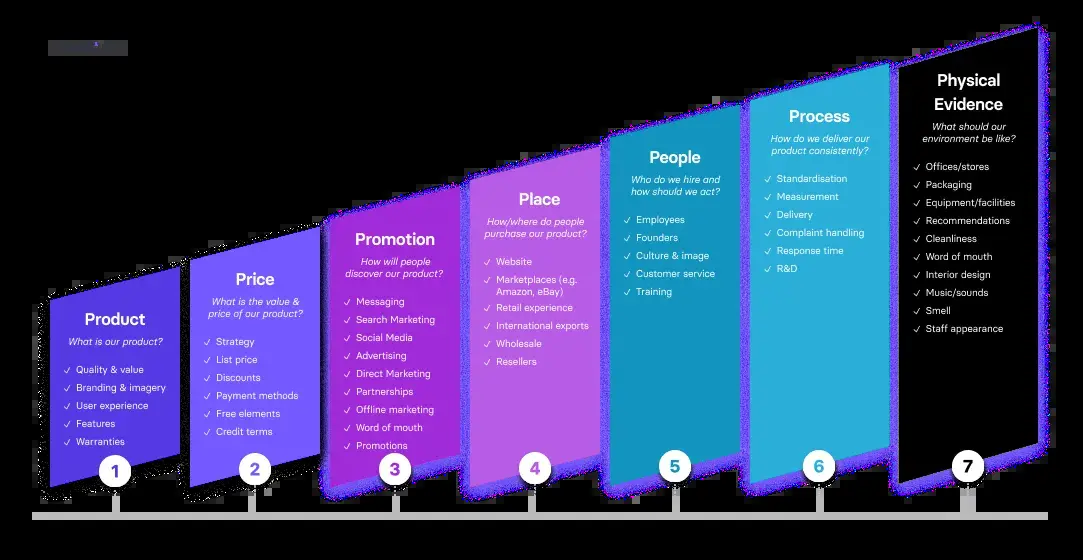 Product
What is our product?
✓ Quality & value
✓ Branding & imagery
✓ User experience
✓ Features
✓ Warranties
1
Price
What is the value &
price of our product?
✓ Strategy
✓ List price
✓ Discounts
✓ Payment methods
✓ Free elements
✓ Credit terms
2
Promotion
How will people
discover our product?
✓ Messaging
✓ Search Marketing
✓ Social Media
✓ Advertising
✓ Direct Marketing
✓ Partnerships
✓ Offline marketing
✓ Word of mouth
✓ Promotions
3
Place
How/where do people
purchase our product?
✓ Website
✓ Marketplaces (e.g.
Amazon, eBay)
✓ Retail experience
✓ International exports
✓ Wholesale
✓ Resellers
4
People
Who do we hire and
how should we act?
✓ Employees
✓ Founders
✓ Culture & image
✓ Customer service
✓ Training
5
Process
How do we deliver our
product consistently?
✓ Standardisation
✓ Measurement
✓ Delivery
✓ Complaint handling
✓ Response time
✓ R&D
6
Physical
Evidence
What should our
environment be like?
✓ Offices/stores
✓ Packaging
✓ Equipment/facilities
✓ Recommendations
✓ Cleanliness
✓ Word of mouth
✓ Interior design
✓ Music/sounds
✓ Smell
✓ Staff appearance
7